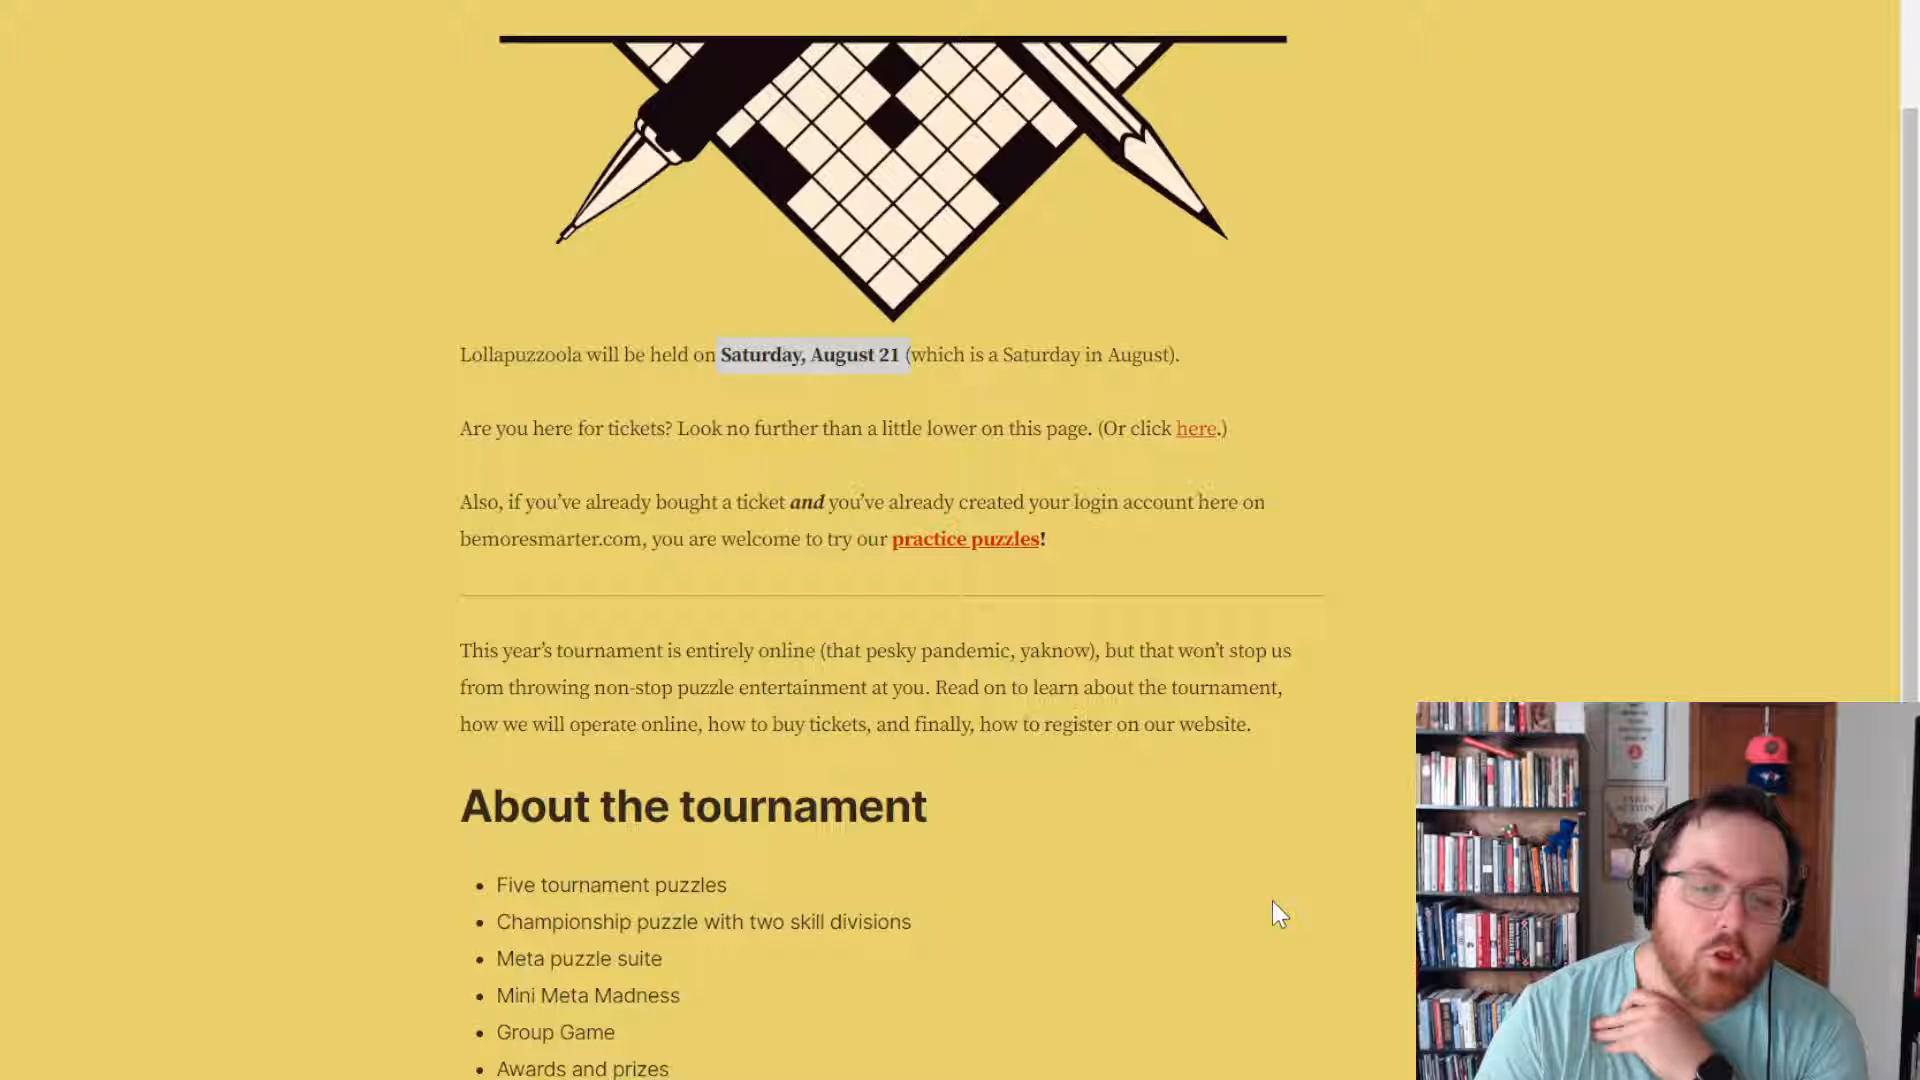 Lollapuzzoola will be held on Saturday, August 21 (which is a Saturday in August).
Are you here for tickets? Look no further than a little lower on this page. (Or click here.)
Also, if you've already bought a ticket and you've already created your login account here on
bemoresmarter.com, you are welcome to try our practice puzzles!
This year's tournament is entirely online (that pesky pandemic, yaknow), but that won't stop us
from throwing non-stop puzzle entertainment at you. Read on to learn about the tournament,
how we will operate online, how to buy tickets, and finally, how to register on our website.
About the tournament
• Five tournament puzzles
• Championship puzzle with two skill divisions
• Meta puzzle suite
• Mini Meta Madness
• Group Game
• Awards and prizes